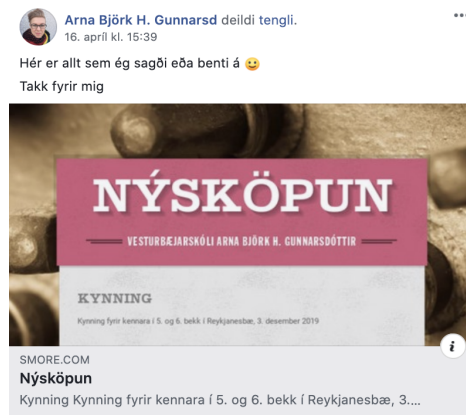 Arna Björk H. Gunnarsd deildi tengli.
16. apríl kl. 15:39
Hér er allt sem ég sagði eða benti á 🙂
Takk fyrir mig
NÝSKÖPUN
VESTURBÆJARSKÓLI ARNA BJÖRK H. GUNNARSDÓTTIR
KYNNING
Kynning fyrir kennara í 5. og 6. bekk í Reykjanesbæ, 3. desember 2019
i
SMORE.COM
Nýsköpun
Kynning Kynning fyrir kennara í 5. og 6. bekk í Reykjanesbæ, 3....